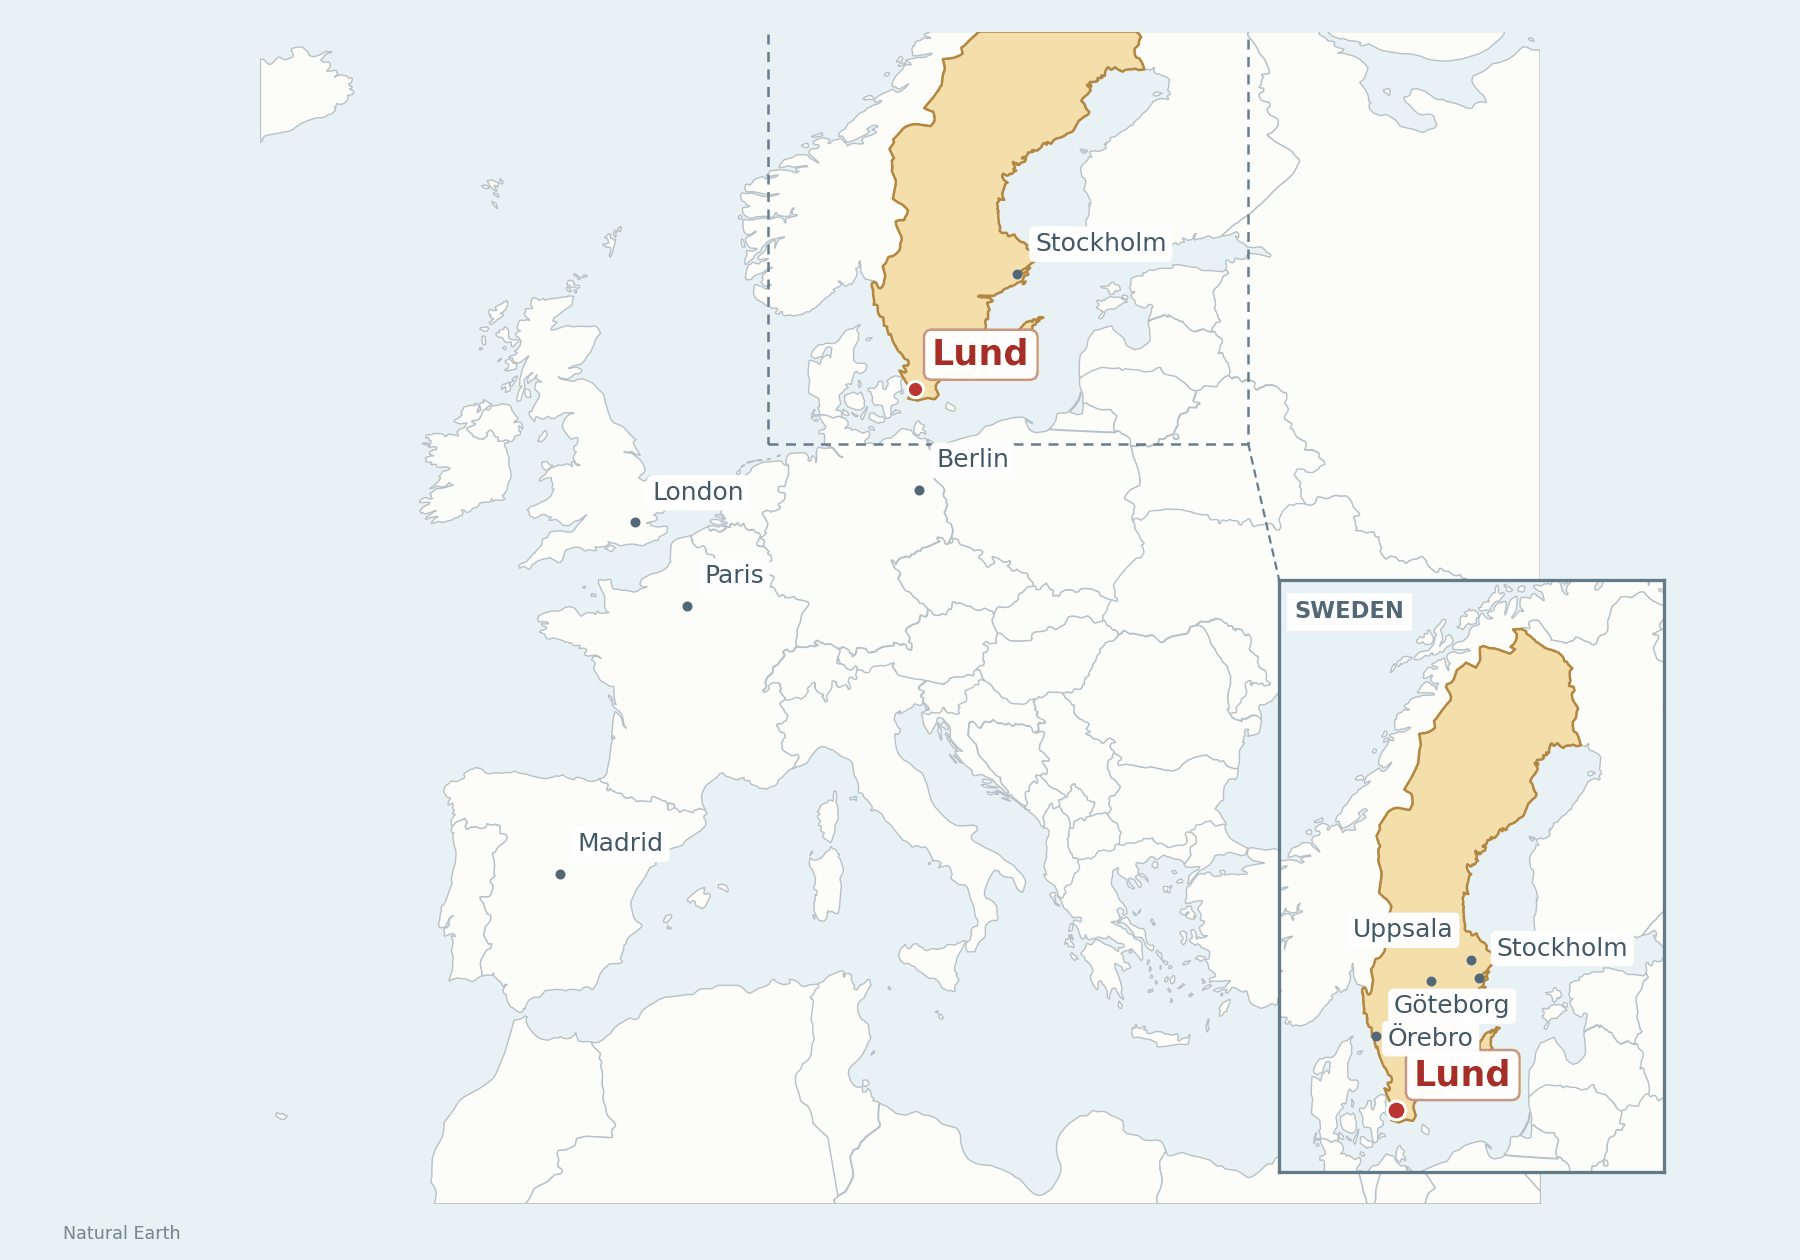 Stockholm
Lund
Berlin
London
Paris
Madrid
SWEDEN
Uppsala
Stockholm
Göteborg
Örebro
Lund
Natural Earth